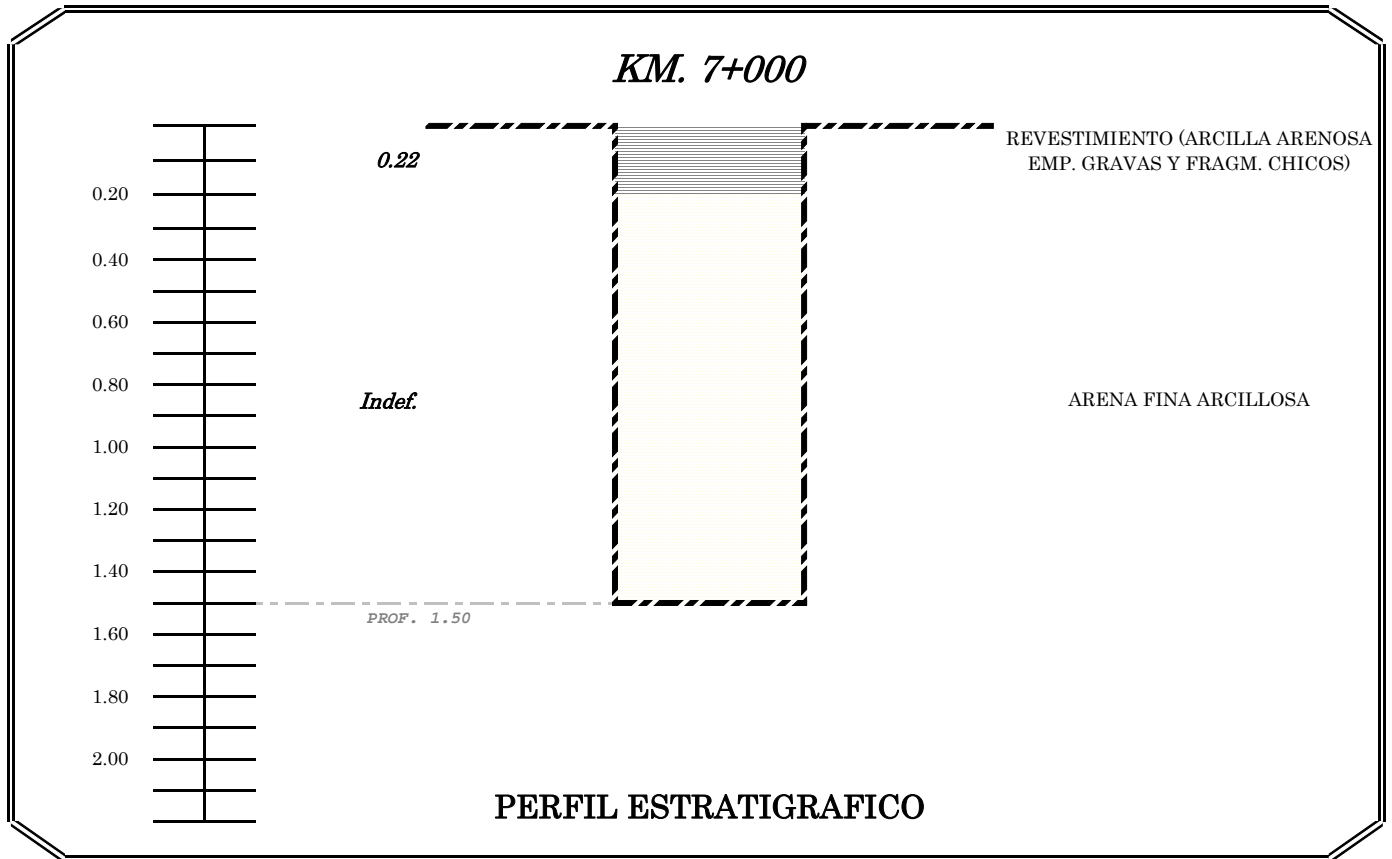 KM. 7+000
REVESTIMIENTO (ARCILLA ARENOSA
EMP. GRAVAS Y FRAGM. CHICOS)
0.22
0.20
0.40
0.60
0.80
Indef.
ARENA FINA ARCILLOSA
1.00
1.20
1.40
PROF. 1.50
1.60
1.80
2.00
PERFIL ESTRATIGRAFICO